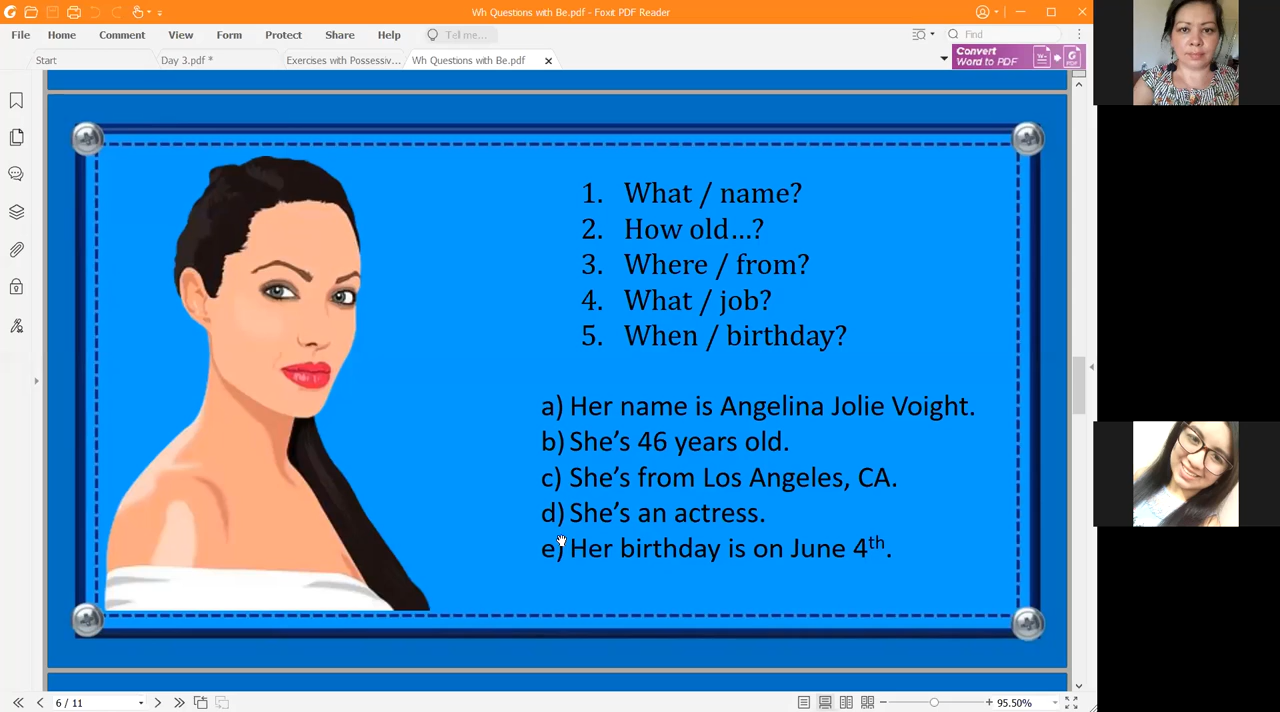 Wh Questions with Be.pdf - Foxit PDF Reader
File Home Comment View Form Protect Share Help Tell me... Find
Start Day 3.pdf * Exercises with Possessiv... Wh Questions with Be.pdf Convert
Word to PDF
1. What / name?
2. How old...?
3. Where / from?
4. What / job?
5. When / birthday?
a) Her name is Angelina Jolie Voight.
b) She's 46 years old.
c) She's from Los Angeles, CA.
d) She's an actress.
e) Her birthday is on June 4th.
6 / 11 95.50%